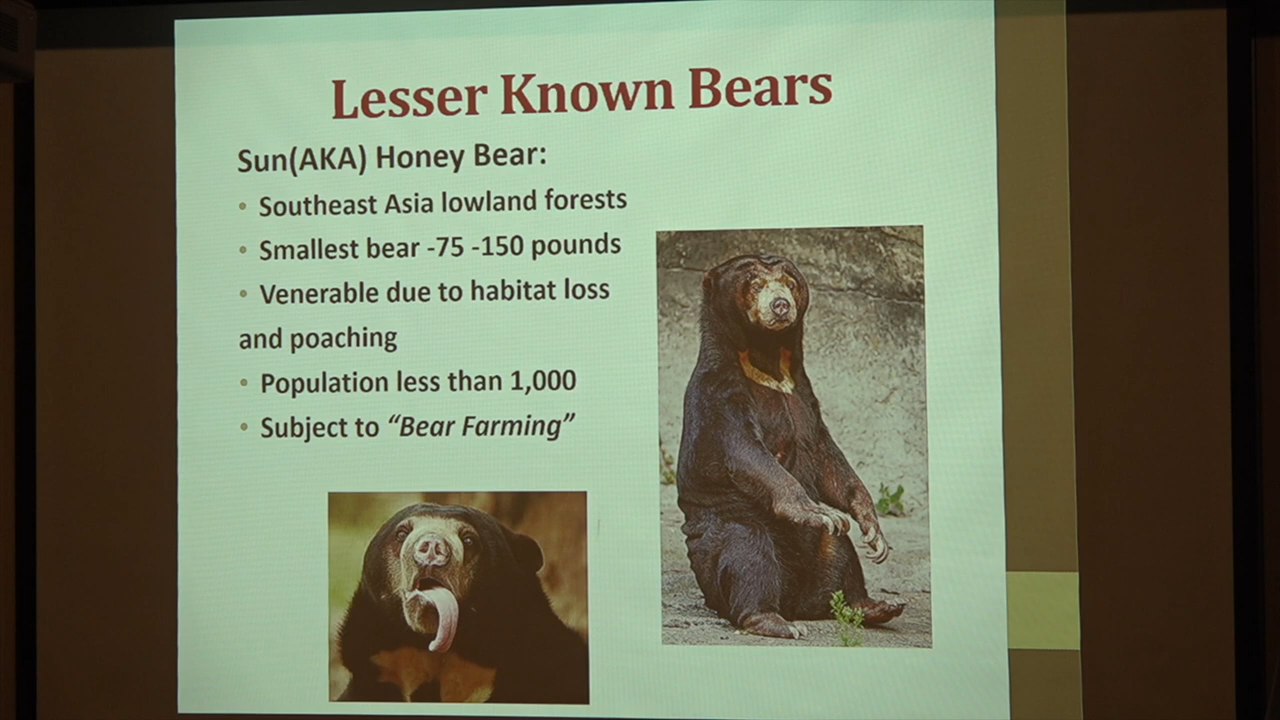 Lesser Known Bears
Sun(AKA) Honey Bear:
• Southeast Asia lowland forests
• Smallest bear -75 -150 pounds
• Venerable due to habitat loss
and poaching
• Population less than 1,000
• Subject to “Bear Farming”